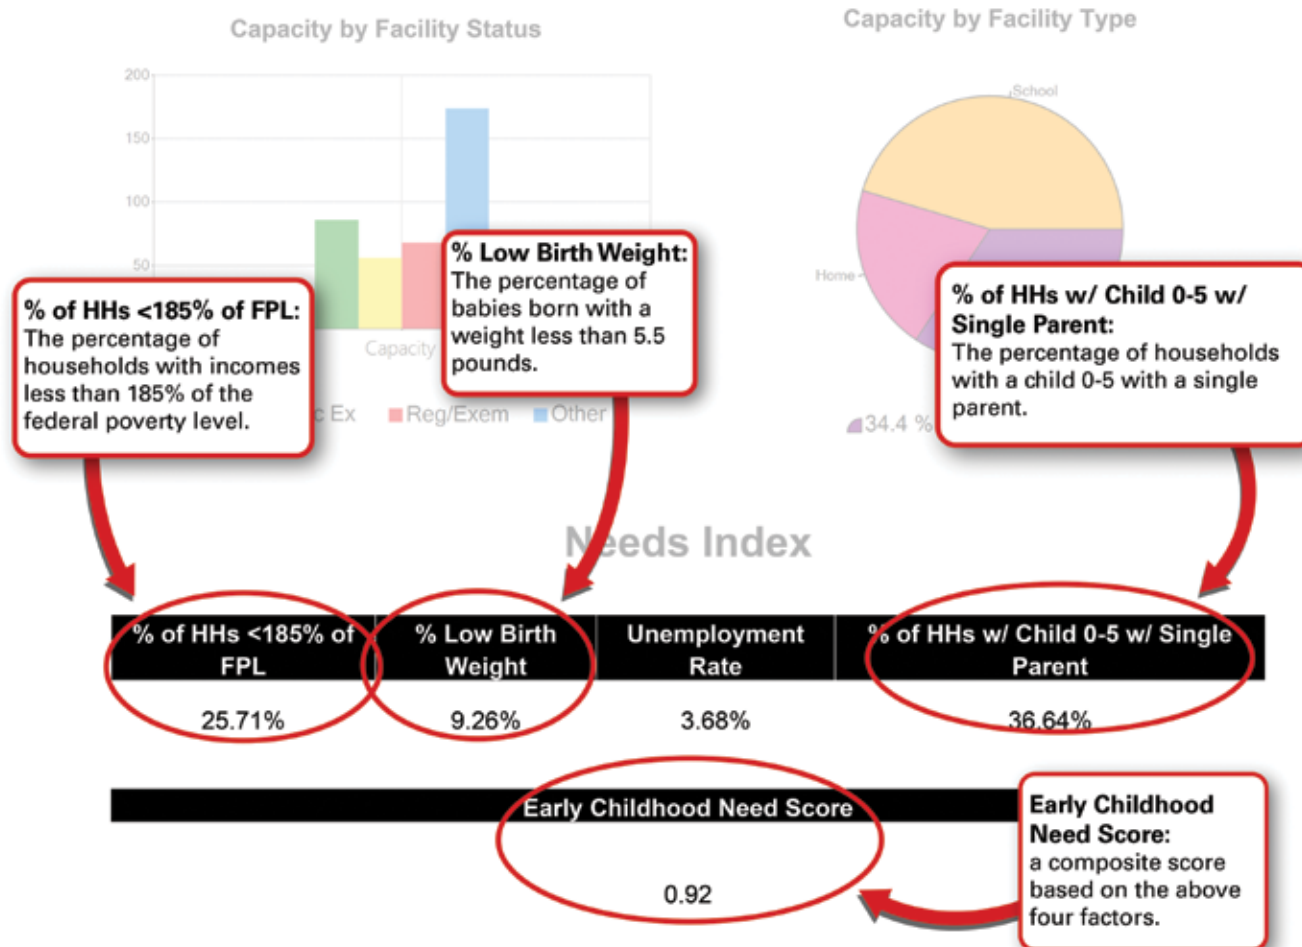 Capacity by Facility Status
Capacity by Facility Type
200
150
100
50
School
Home
% of HHs <185% of FPL:
The percentage of
households with incomes
less than 185% of the
federal poverty level.
% Low Birth Weight:
The percentage of
babies born with a
weight less than 5.5
pounds.
% of HHs w/ Child 0-5 w/
Single Parent:
The percentage of households
with a child 0-5 with a single
parent.
Capacity
Ex Reg/Exem Other
34.4 %
Needs Index
% of HHs <185% of
FPL
% Low Birth
Weight
Unemployment
Rate
% of HHs w/ Child 0-5 w/ Single
Parent
25.71% 9.26% 3.68% 36.64%
Early Childhood Need Score
0.92
Early Childhood
Need Score:
a composite score
based on the above
four factors.